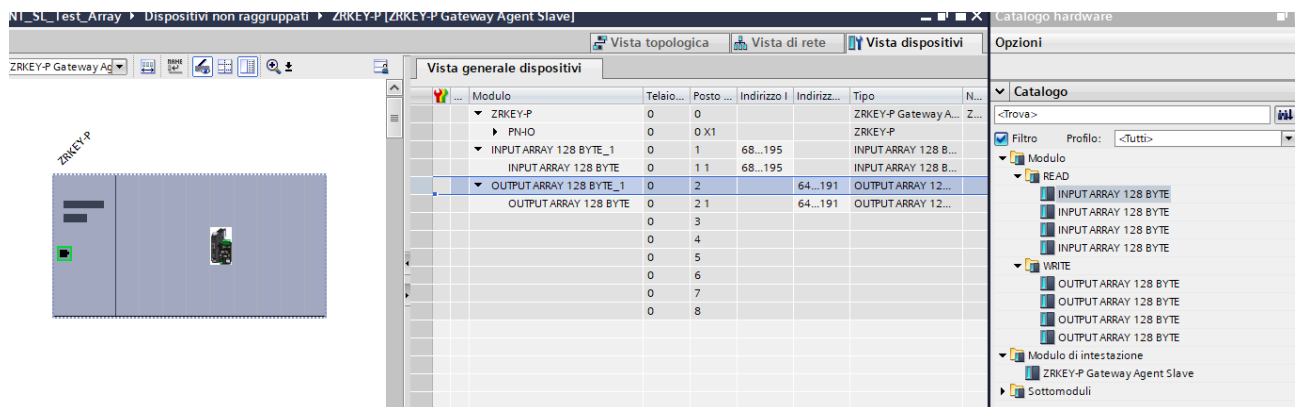 NT_SL_Test_Array ▸ Dispositivi non raggruppati ▸ ZRKEY-P [ZRKEY-P Gateway Agent Slave]
Catalogo hardware
Vista topologica Vista di rete Vista dispositivi
Opzioni
ZRKEY-P Gateway Ag
Vista generale dispositivi
Catalogo
... Modulo Telaio... Posto ... Indirizzo I Indirizz... Tipo N...
<Trova>
ZRKEY-P 0 0 ZRKEY-P Gateway A... Z...
PN-IO 0 0 X1 ZRKEY-P
Filtro Profilo: <Tutti>
INPUT ARRAY 128 BYTE_1 0 1 68...195 INPUT ARRAY 128 B...
INPUT ARRAY 128 BYTE 0 1 1 68...195 INPUT ARRAY 128 B...
OUTPUT ARRAY 128 BYTE_1 0 2 64...191 OUTPUT ARRAY 12...
OUTPUT ARRAY 128 BYTE 0 2 1 64...191 OUTPUT ARRAY 12...
0 3
0 4
0 5
0 6
0 7
0 8
ZRKEY-P
Modulo
READ
INPUT ARRAY 128 BYTE
INPUT ARRAY 128 BYTE
INPUT ARRAY 128 BYTE
INPUT ARRAY 128 BYTE
WRITE
OUTPUT ARRAY 128 BYTE
OUTPUT ARRAY 128 BYTE
OUTPUT ARRAY 128 BYTE
OUTPUT ARRAY 128 BYTE
Modulo di intestazione
ZRKEY-P Gateway Agent Slave
Sottomoduli